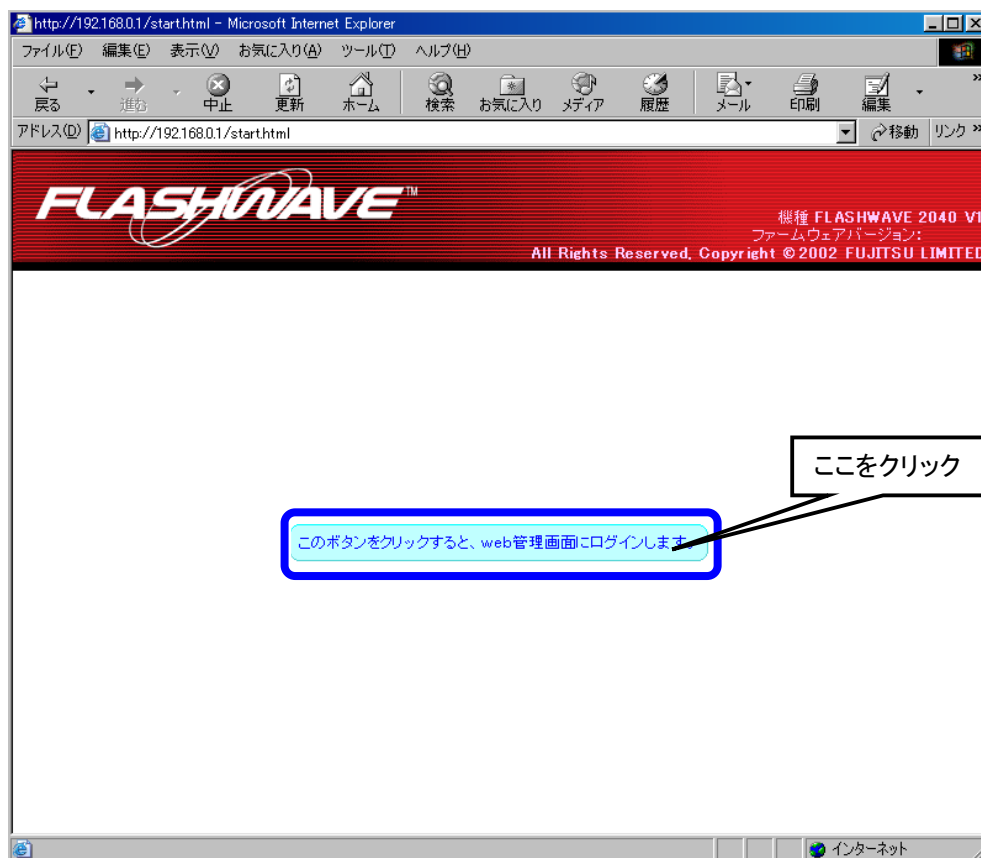 http://192.168.0.1/start.html - Microsoft Internet Explorer
ファイル(F) 編集(E) 表示(V) お気に入り(A) ツール(T) ヘルプ(H)
戻る 進む 中止 更新 ホーム 検索 お気に入り メディア 履歴 メール 印刷 編集 »
アドレス(D) http://192.168.0.1/start.html 移動 リンク »
FLASHWAVE™
機種 FLASHWAVE 2040 V1
ファームウェアバージョン:
All Rights Reserved, Copyright © 2002 FUJITSU LIMITED
ここをクリック
このボタンをクリックすると、web管理画面にログインします。
インターネット